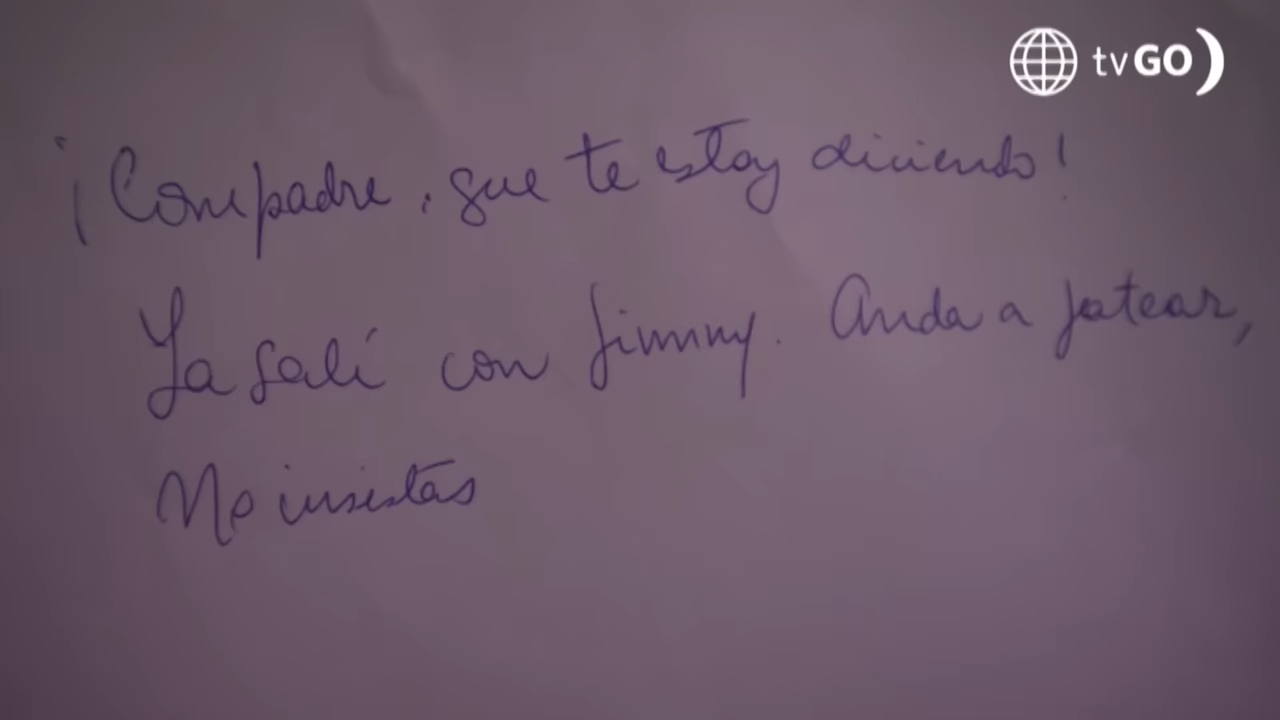 tvGO
¡Compadre, que te estoy diciendo!
Ya salí con Jimmy. Anda a jatear,
No insistas